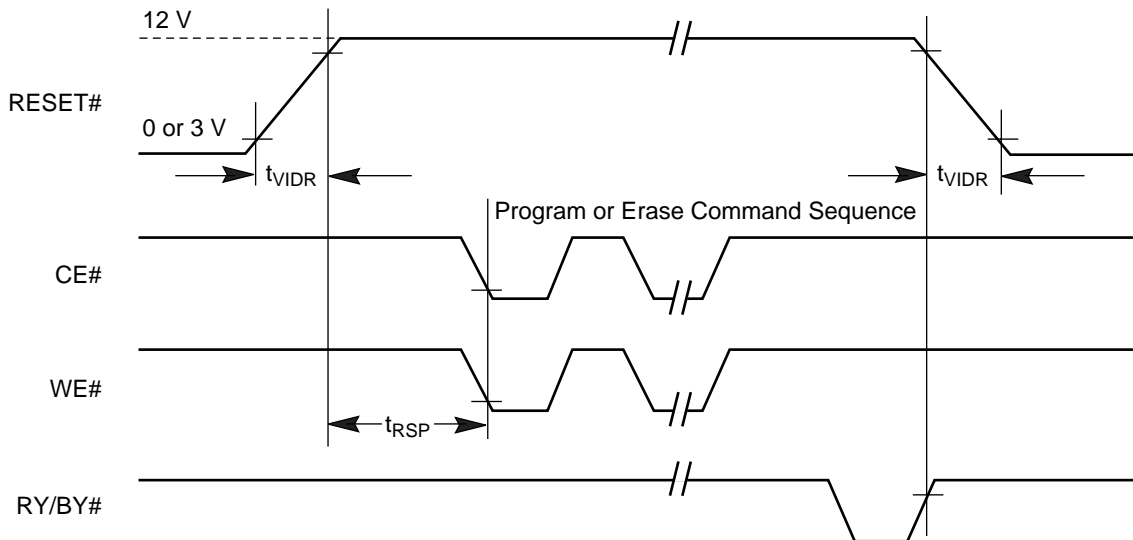 12 V
RESET#
0 or 3 V
tVIDR
tVIDR
Program or Erase Command Sequence
CE#
WE#
tRSP
RY/BY#